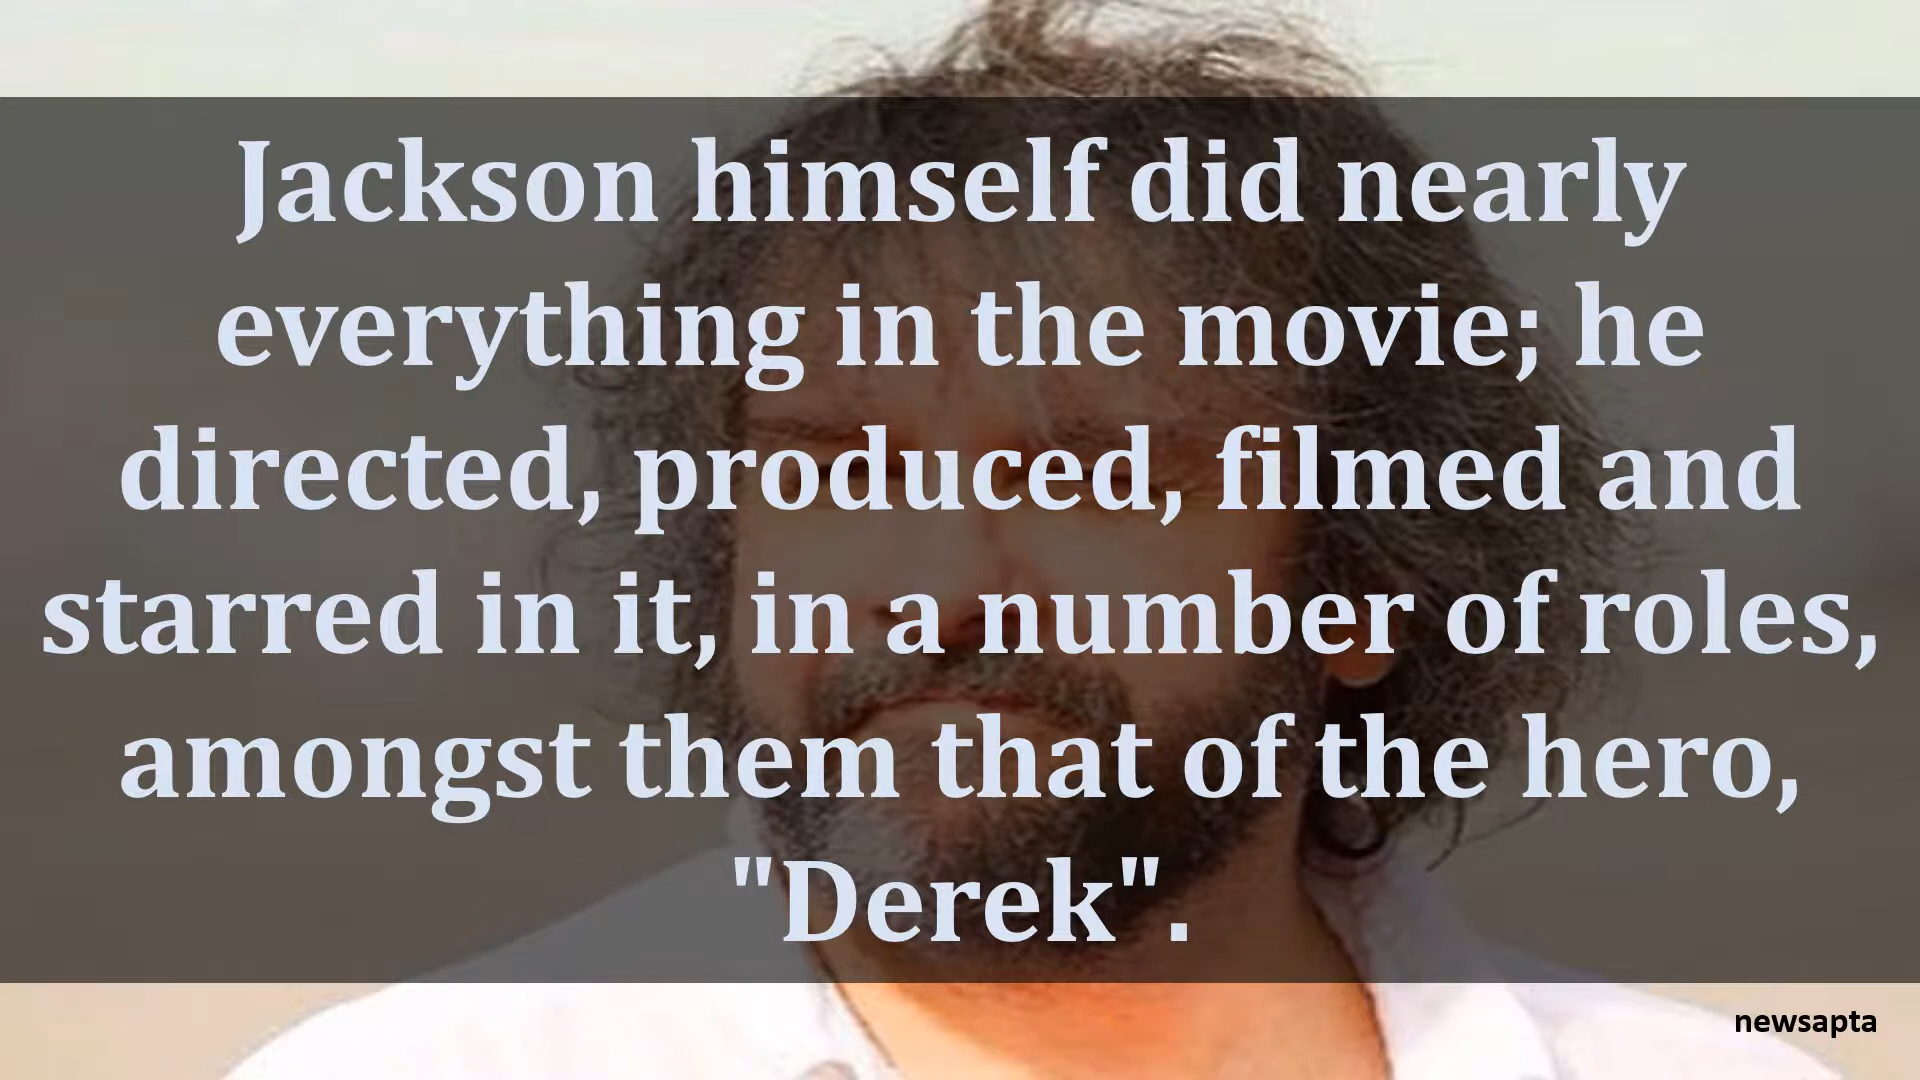 Jackson himself did nearly
everything in the movie; he
directed, produced, filmed and
starred in it, in a number of roles,
amongst them that of the hero,
"Derek".
newsapta